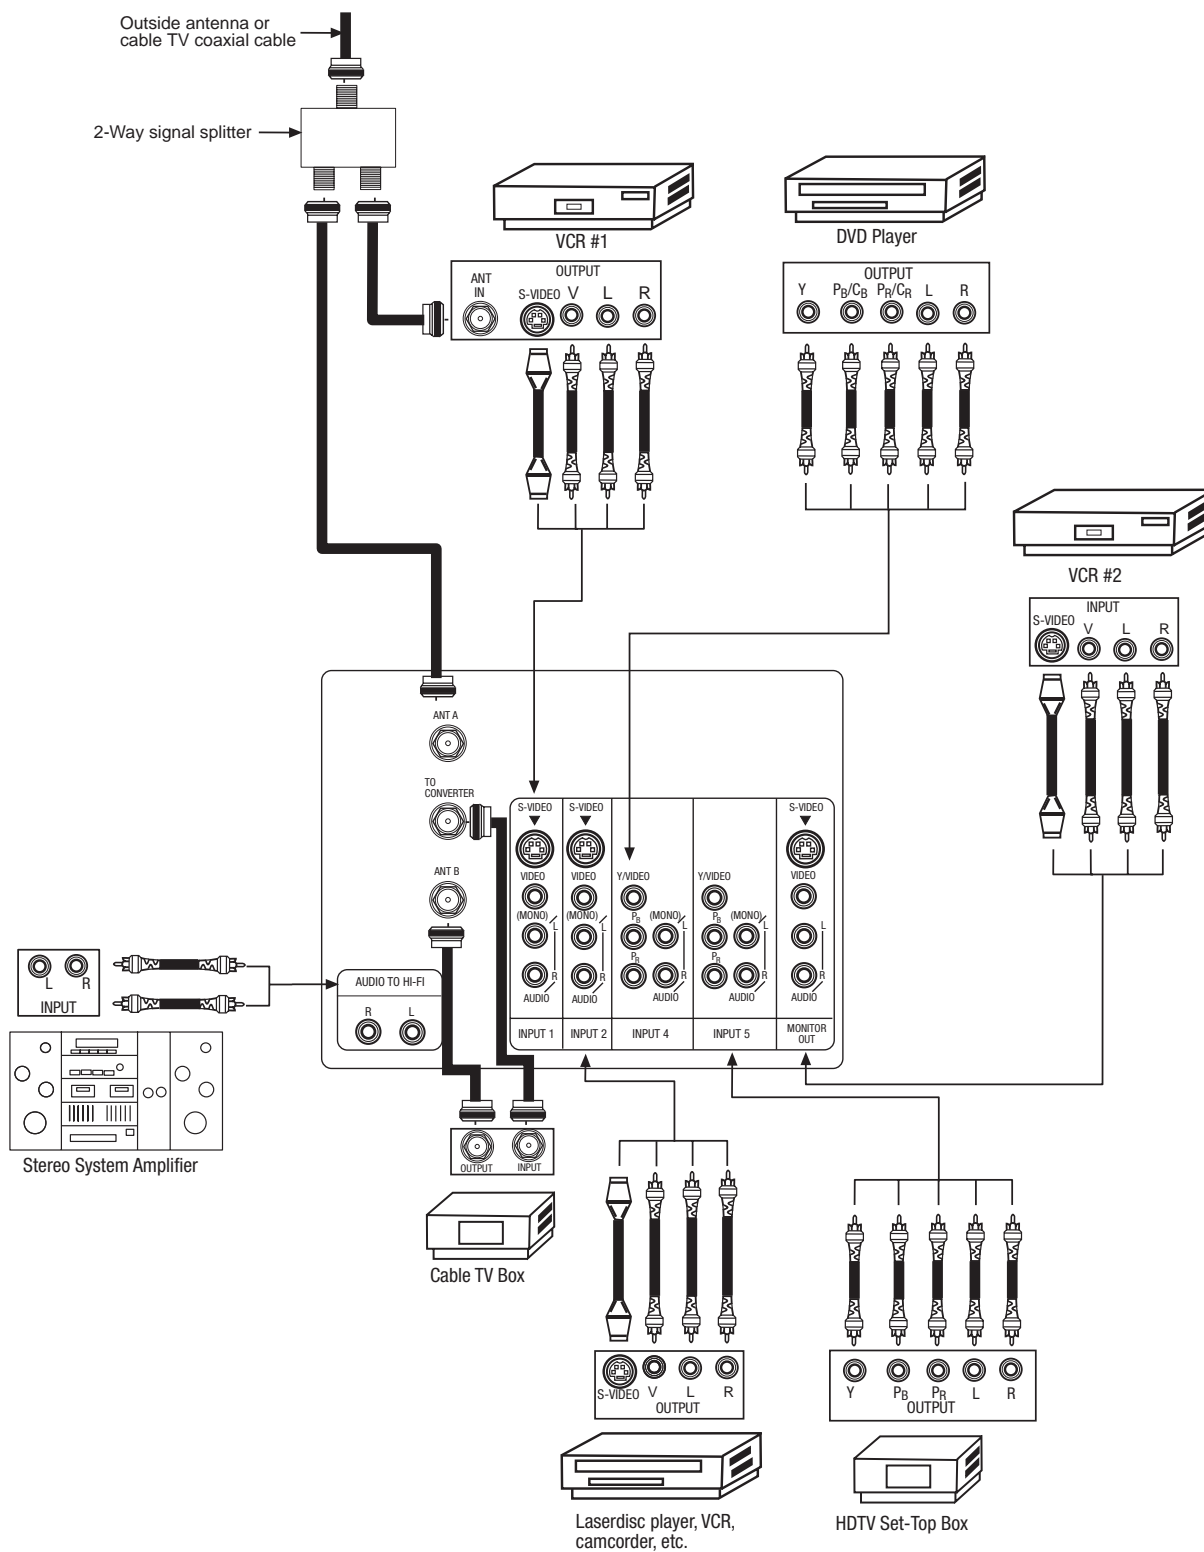 Outside antenna or
cable TV coaxial cable
2-Way signal splitter
VCR #1
ANT
IN
OUTPUT
S-VIDEO V L R
DVD Player
OUTPUT
Y PB/CB PR/CR L R
VCR #2
INPUT
S-VIDEO V L R
ANT A
TO
CONVERTER
ANT B
S-VIDEO
VIDEO
(MONO)
L
R
AUDIO
INPUT 1
S-VIDEO
VIDEO
(MONO)
L
R
AUDIO
INPUT 2
Y/VIDEO
PB
(MONO)
L
PR
R
AUDIO
INPUT 4
Y/VIDEO
PB
(MONO)
L
PR
R
AUDIO
INPUT 5
S-VIDEO
VIDEO
L
R
AUDIO
MONITOR
OUT
AUDIO TO HI-FI
R L
L R
INPUT
Stereo System Amplifier
OUTPUT INPUT
Cable TV Box
S-VIDEO V L R
OUTPUT
Laserdisc player, VCR,
camcorder, etc.
Y PB PR L R
OUTPUT
HDTV Set-Top Box